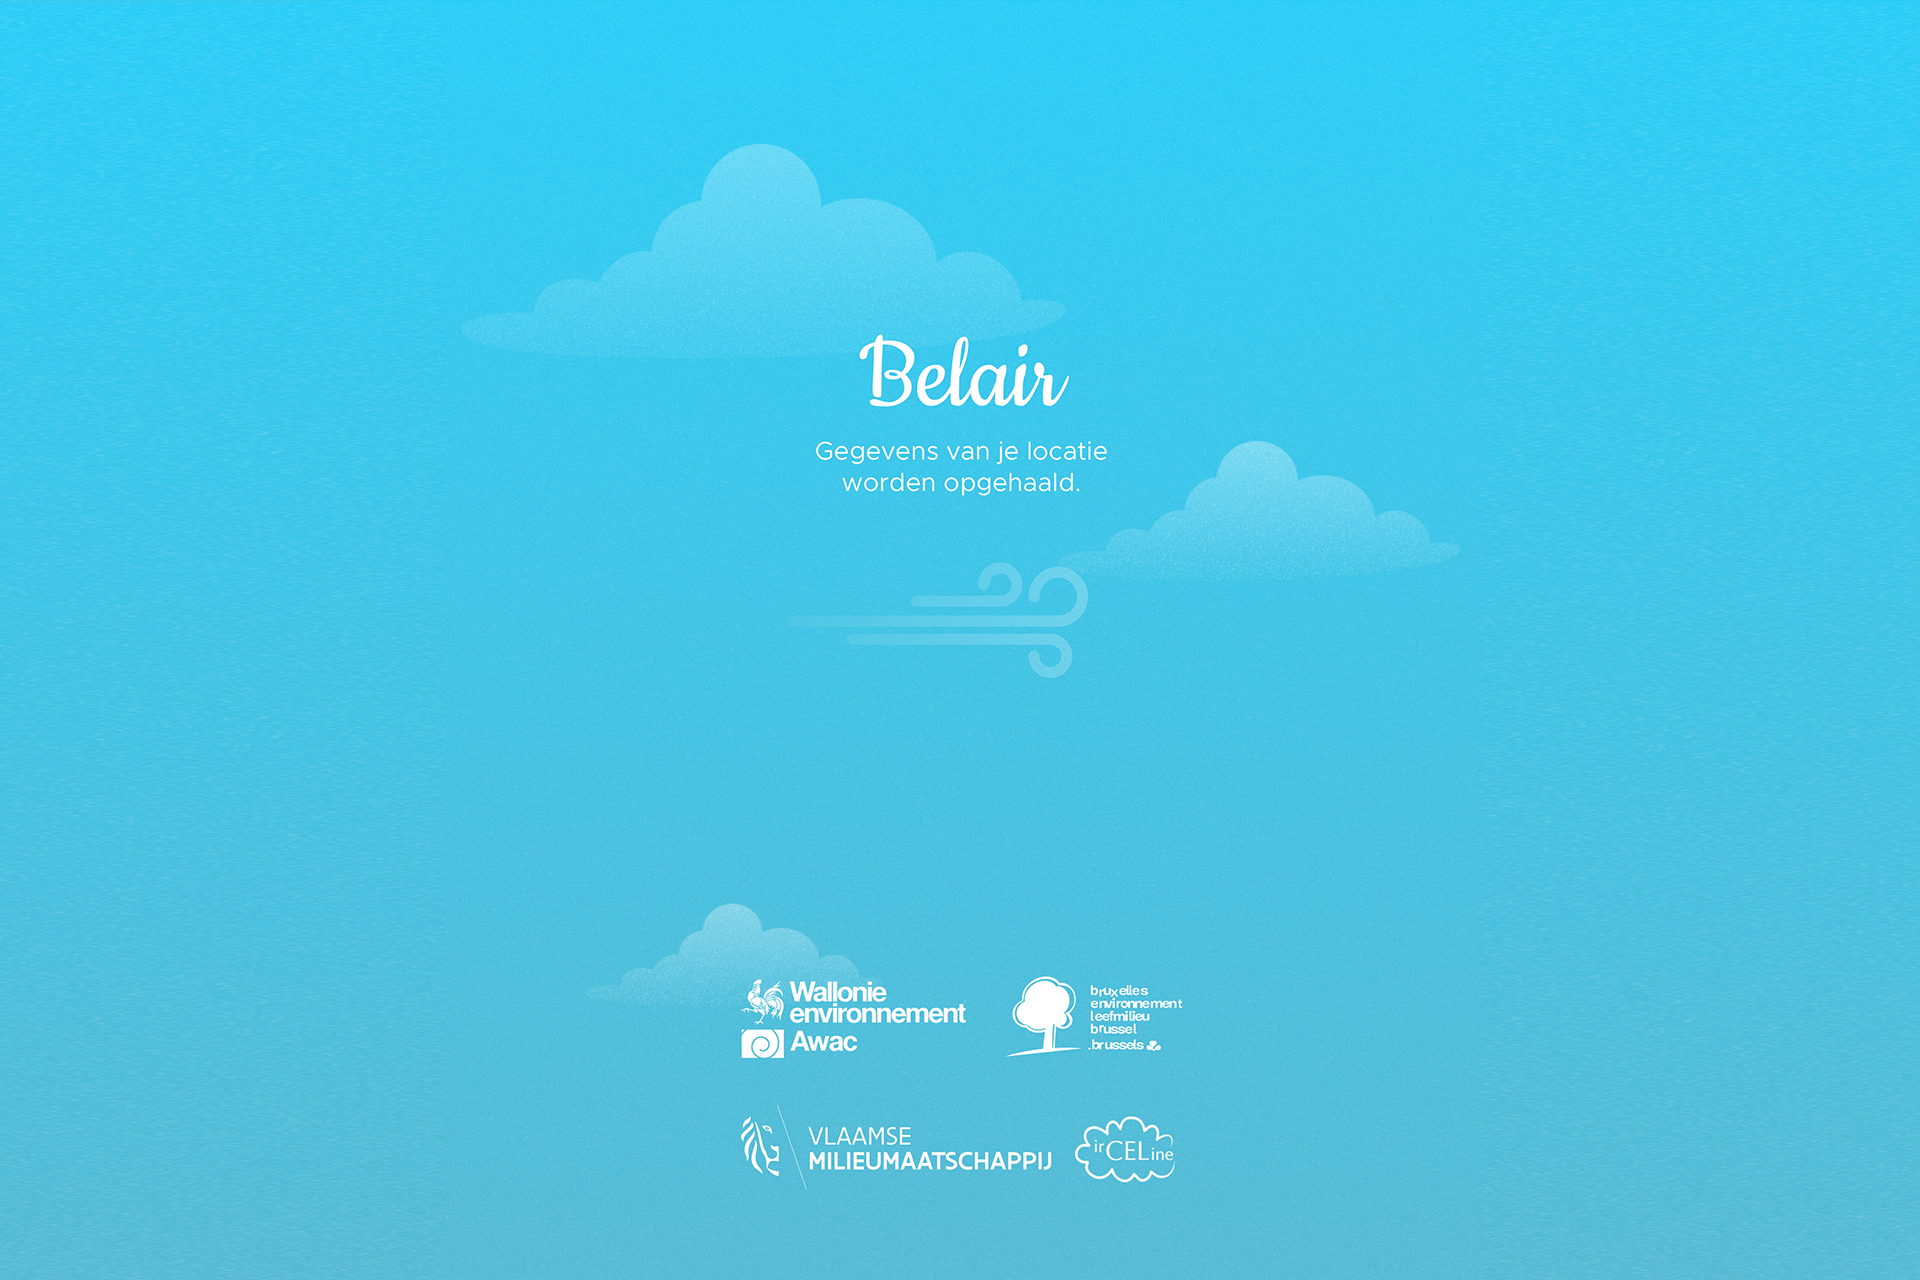 Belair
Gegevens van je locatie
worden opgehaald.
Wallonie
environnement
Awac
bruxelles
environnement
leefmilieu
brussel
.brussels
VLAAMSE
MILIEUMAATSCHAPPIJ
irCELine